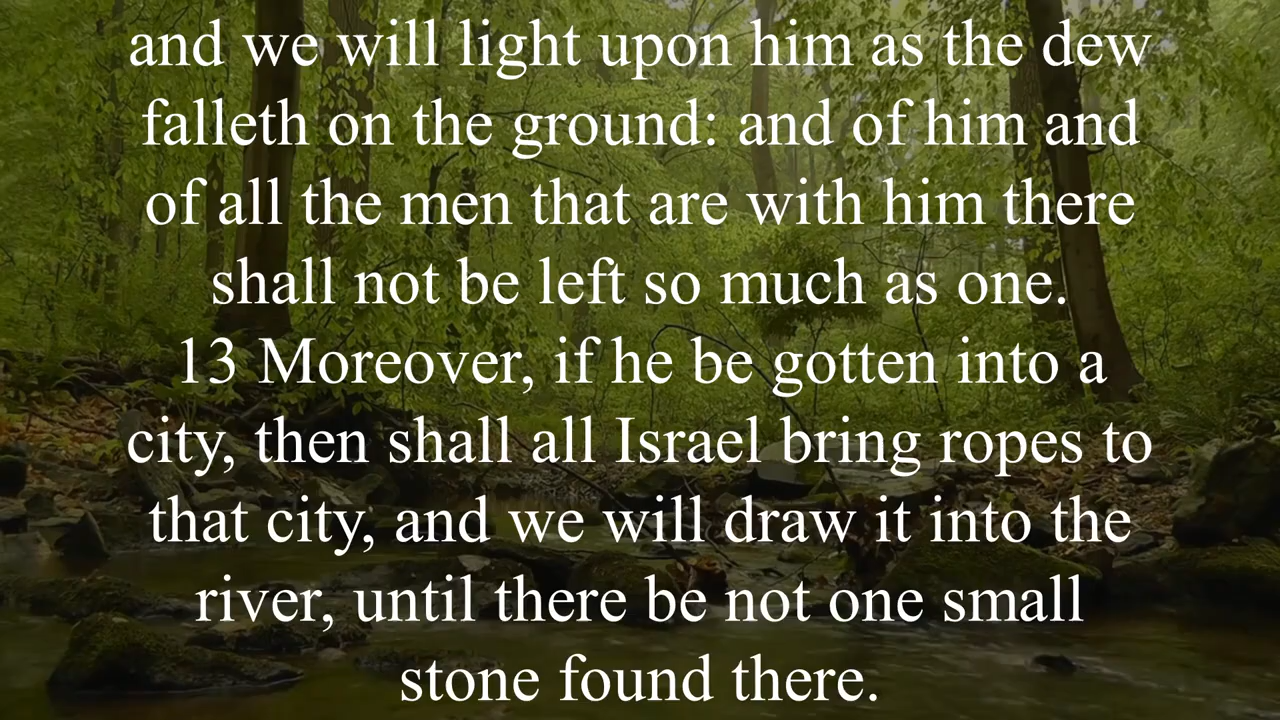 and we will light upon him as the dew
falleth on the ground: and of him and
of all the men that are with him there
shall not be left so much as one.
13 Moreover, if he be gotten into a
city, then shall all Israel bring ropes to
that city, and we will draw it into the
river, until there be not one small
stone found there.